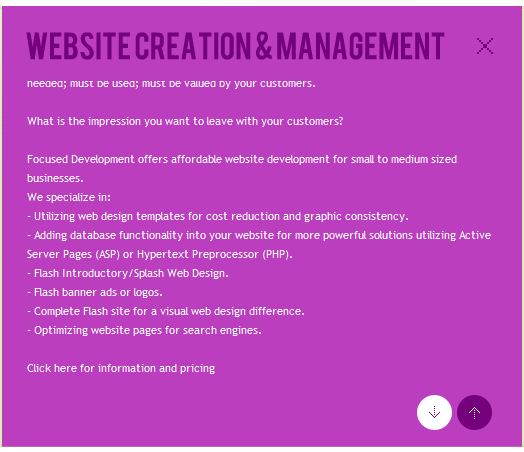 WEBSITE CREATION & MANAGEMENT
needed; must be used; must be valued by your customers.
What is the impression you want to leave with your customers?
Focused Development offers affordable website development for small to medium sized
businesses.
We specialize in:
- Utilizing web design templates for cost reduction and graphic consistency.
- Adding database functionality into your website for more powerful solutions utilizing Active
Server Pages (ASP) or Hypertext Preprocessor (PHP).
- Flash Introductory/Splash Web Design.
- Flash banner ads or logos.
- Complete Flash site for a visual web design difference.
- Optimizing website pages for search engines.
Click here for information and pricing